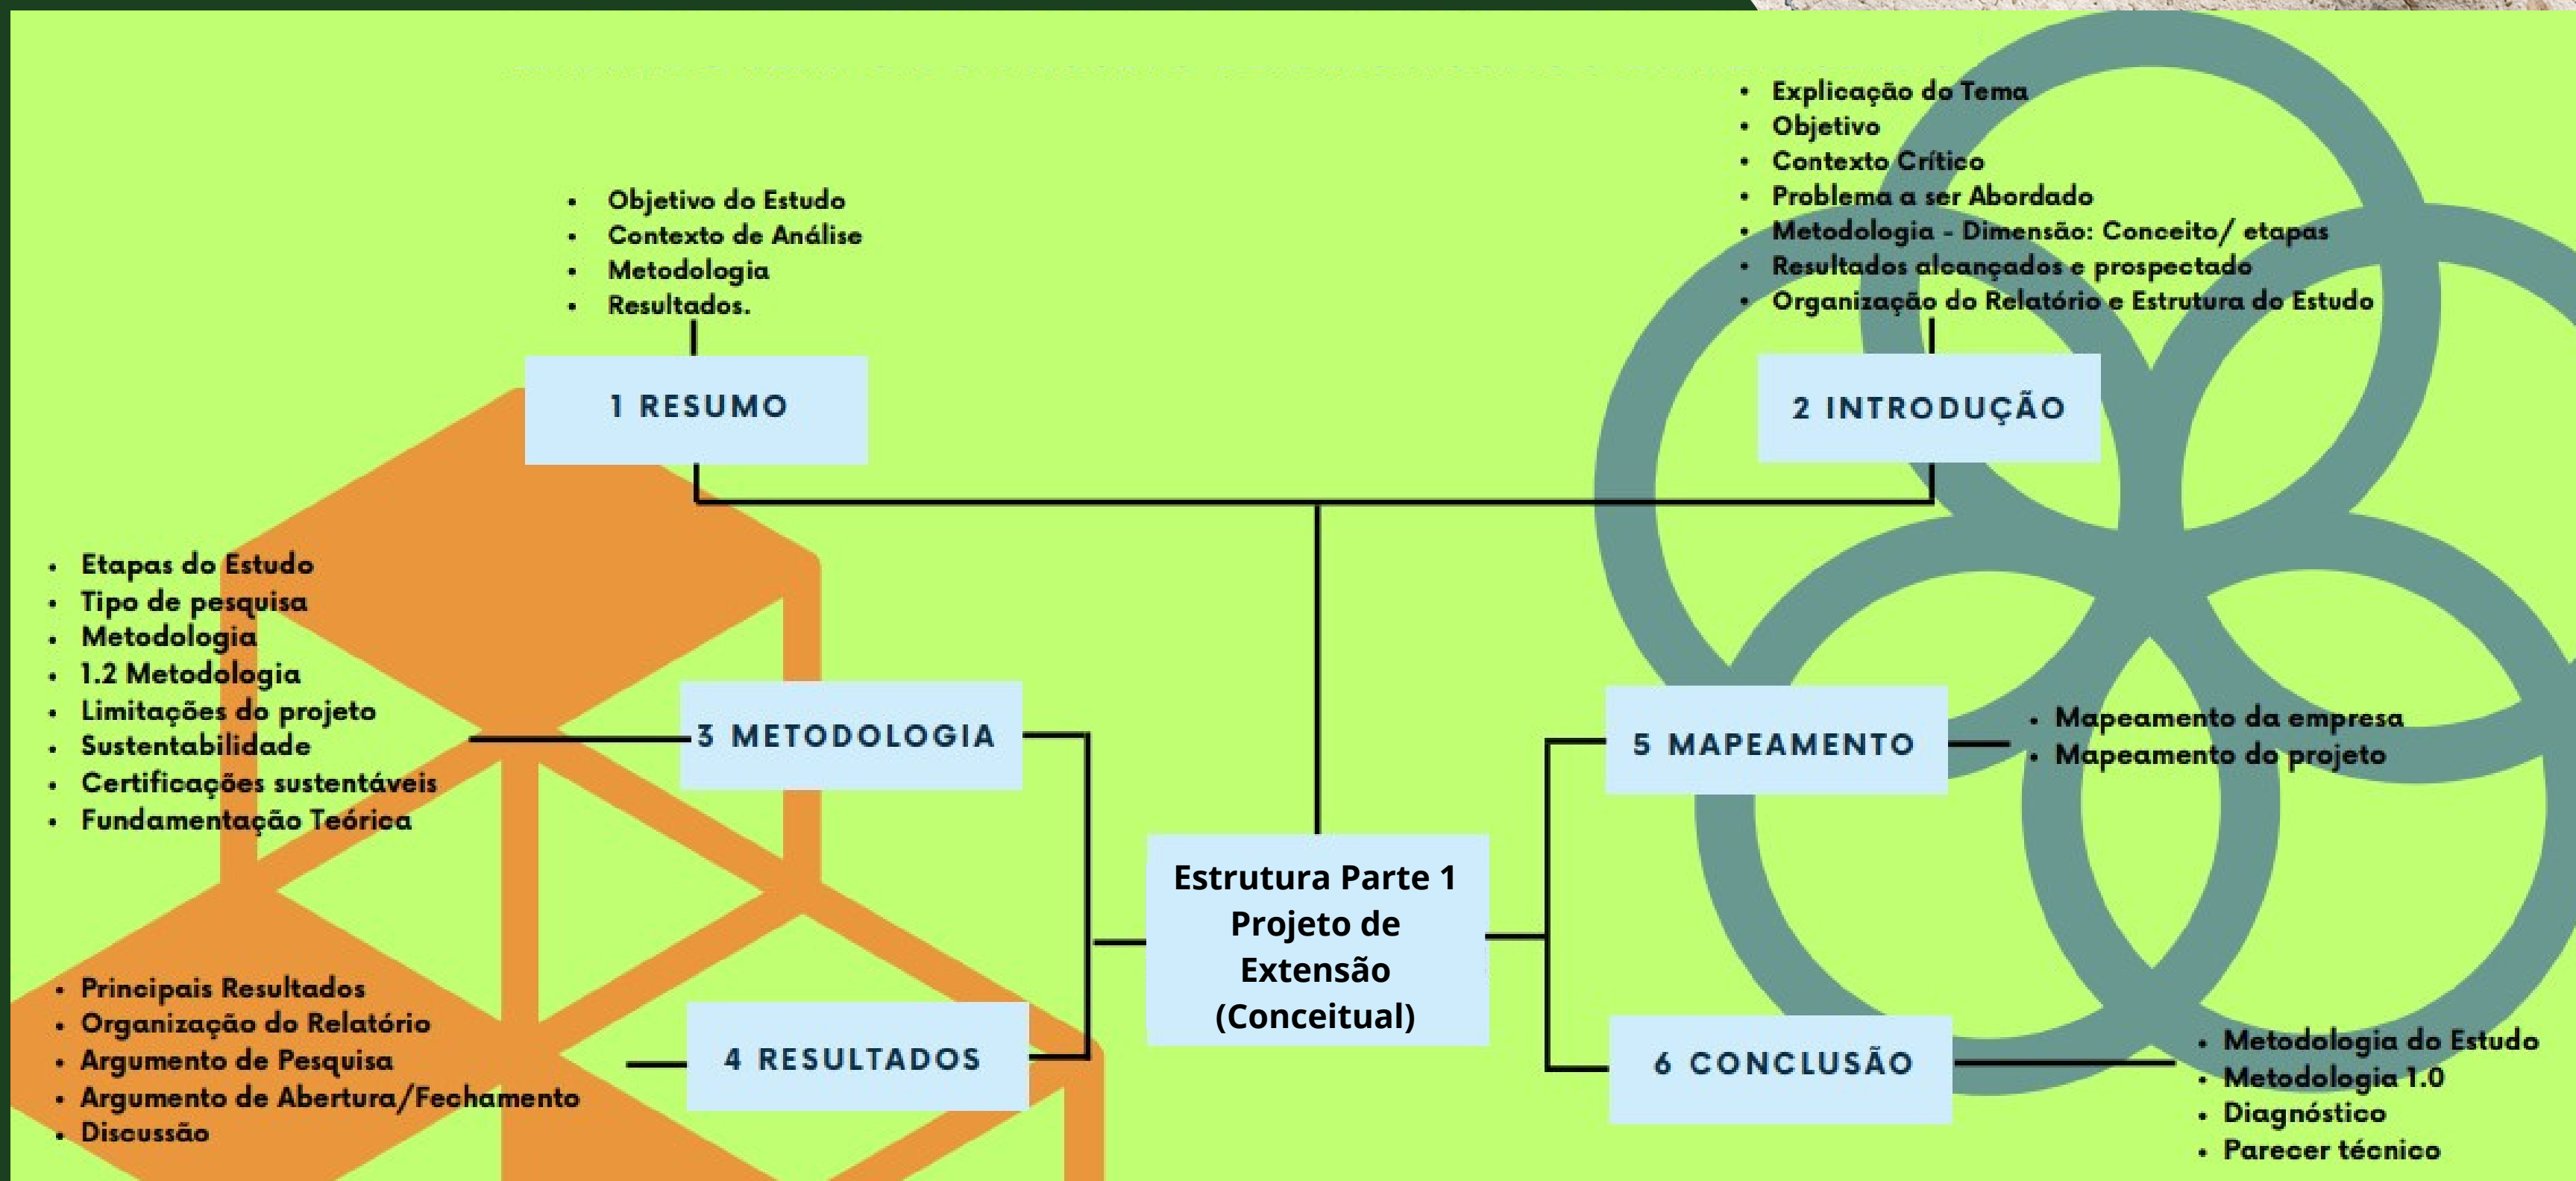 Objetivo do Estudo
Contexto de Análise
Metodologia
Resultados.
1 RESUMO
Explicação do Tema
Objetivo
Contexto Crítico
Problema a ser Abordado
Metodologia - Dimensão: Conceito/ etapas
Resultados alcançados e prospectado
Organização do Relatório e Estrutura do Estudo
2 INTRODUÇÃO
Etapas do Estudo
Tipo de pesquisa
Metodologia
1.2 Metodologia
Limitações do projeto
Sustentabilidade
Certificações sustentáveis
Fundamentação Teórica
3 METODOLOGIA
Principais Resultados
Organização do Relatório
Argumento de Pesquisa
Argumento de Abertura/Fechamento
Discussão
4 RESULTADOS
Estrutura Parte 1
Projeto de
Extensão
(Conceitual)
5 MAPEAMENTO
Mapeamento da empresa
Mapeamento do projeto
6 CONCLUSÃO
Metodologia do Estudo
Metodologia 1.0
Diagnóstico
Parecer técnico